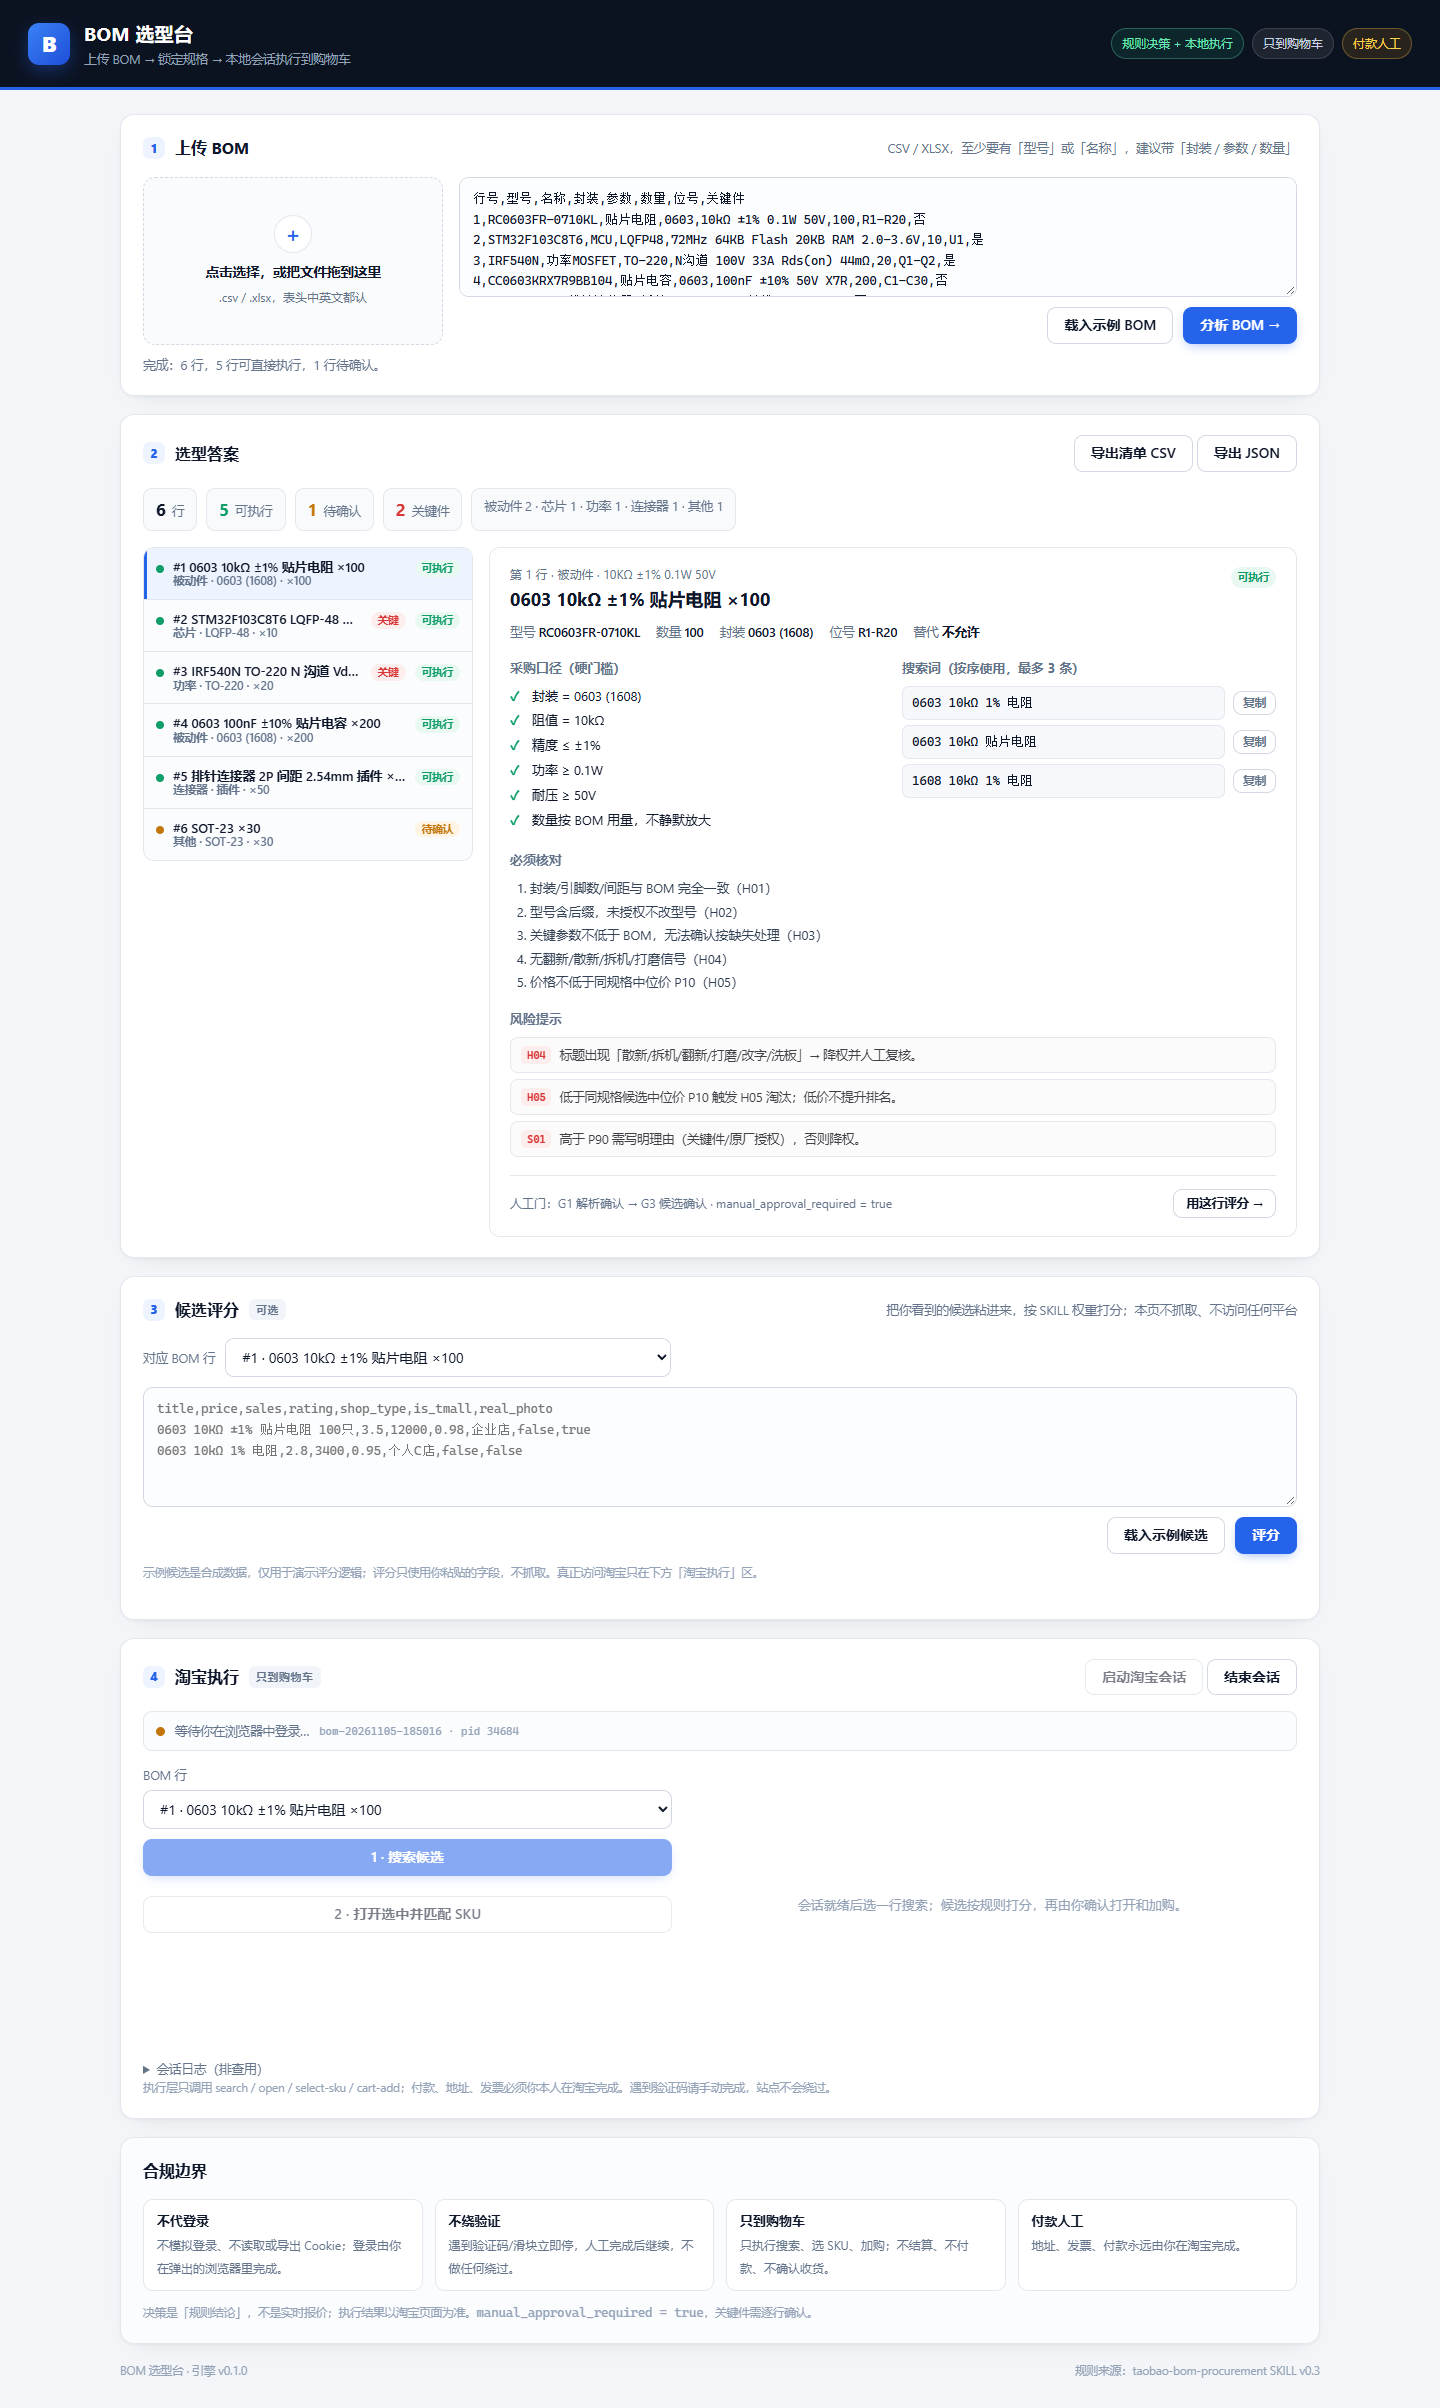 B
BOM 选型台
上传 BOM → 锁定规格 → 本地会话执行到购物车
规则决策 + 本地执行
只到购物车
付款人工
1 上传 BOM
CSV / XLSX，至少要有「型号」或「名称」，建议带「封装 / 参数 / 数量」
+
点击选择，或把文件拖到这里
.csv / .xlsx，表头中英文都认
行号,型号,名称,封装,参数,数量,位号,关键件
1,RC0603FR-0710KL,贴片电阻,0603,10kΩ ±1% 0.1W 50V,100,R1-R20,否
2,STM32F103C8T6,MCU,LQFP48,72MHz 64KB Flash 20KB RAM 2.0-3.6V,10,U1,是
3,IRF540N,功率MOSFET,TO-220,N沟道 100V 33A Rds(on) 44mΩ,20,Q1-Q2,是
4,CC0603KRX7R9BB104,贴片电容,0603,100nF ±10% 50V X7R,200,C1-C30,否
载入示例 BOM
分析 BOM →
完成：6 行，5 行可直接执行，1 行待确认。
2 选型答案
导出清单 CSV
导出 JSON
6 行
5 可执行
1 待确认
2 关键件
被动件 2 · 芯片 1 · 功率 1 · 连接器 1 · 其他 1
#1 0603 10kΩ ±1% 贴片电阻 ×100
可执行
被动件 · 0603 (1608) · ×100
#2 STM32F103C8T6 LQFP-48 ...
关键
可执行
芯片 · LQFP-48 · ×10
#3 IRF540N TO-220 N 沟道 Vd...
关键
可执行
功率 · TO-220 · ×20
#4 0603 100nF ±10% 贴片电容 ×200
可执行
被动件 · 0603 (1608) · ×200
#5 排针连接器 2P 间距 2.54mm 插件 ×...
可执行
连接器 · 插件 · ×50
#6 SOT-23 ×30
待确认
其他 · SOT-23 · ×30
第 1 行 · 被动件 · 10KΩ ±1% 0.1W 50V
可执行
0603 10kΩ ±1% 贴片电阻 ×100
型号 RC0603FR-0710KL 数量 100 封装 0603 (1608) 位号 R1-R20 替代 不允许
采购口径（硬门槛）
✓ 封装 = 0603 (1608)
✓ 阻值 = 10kΩ
✓ 精度 ≤ ±1%
✓ 功率 ≥ 0.1W
✓ 耐压 ≥ 50V
✓ 数量按 BOM 用量，不静默放大
搜索词（按序使用，最多 3 条）
0603 10kΩ 1% 电阻
复制
0603 10kΩ 贴片电阻
复制
1608 10kΩ 1% 电阻
复制
必须核对
1. 封装/引脚数/间距与 BOM 完全一致（H01）
2. 型号含后缀，未授权不改型号（H02）
3. 关键参数不低于 BOM，无法确认按缺失处理（H03）
4. 无翻新/散新/拆机/打磨信号（H04）
5. 价格不低于同规格中位价 P10（H05）
风险提示
H04 标题出现「散新/拆机/翻新/打磨/改字/洗板」→ 降权并人工复核。
H05 低于同规格候选中位价 P10 触发 H05 淘汰；低价不提升排名。
S01 高于 P90 需写明理由（关键件/原厂授权），否则降权。
人工门：G1 解析确认 → G3 候选确认 · manual_approval_required = true
用这行评分 →
3 候选评分 可选
把你看到的候选粘进来，按 SKILL 权重打分；本页不抓取、不访问任何平台
对应 BOM 行
#1 · 0603 10kΩ ±1% 贴片电阻 ×100
title,price,sales,rating,shop_type,is_tmall,real_photo
0603 10KΩ ±1% 贴片电阻 100只,3.5,12000,0.98,企业店,false,true
0603 10kΩ 1% 电阻,2.8,3400,0.95,个人C店,false,false
载入示例候选
评分
示例候选是合成数据，仅用于演示评分逻辑；评分只使用你粘贴的字段，不抓取。真正访问淘宝只在下方「淘宝执行」区。
4 淘宝执行 只到购物车
启动淘宝会话
结束会话
等待你在浏览器中登录... bom-20261105-185016 · pid 34684
BOM 行
#1 · 0603 10kΩ ±1% 贴片电阻 ×100
1 · 搜索候选
2 · 打开选中并匹配 SKU
会话就绪后选一行搜索；候选按规则打分，再由你确认打开和加购。
▶ 会话日志（排查用）
执行层只调用 search / open / select-sku / cart-add；付款、地址、发票必须你本人在淘宝完成。遇到验证码请手动完成，站点不会绕过。
合规边界
不代登录
不模拟登录、不读取或导出 Cookie；登录由你
在弹出的浏览器里完成。
不绕验证
遇到验证码/滑块立即停，人工完成后继续，不
做任何绕过。
只到购物车
只执行搜索、选 SKU、加购；不结算、不付
款、不确认收货。
付款人工
地址、发票、付款永远由你在淘宝完成。
决策是「规则结论」，不是实时报价；执行结果以淘宝页面为准。manual_approval_required = true，关键件需逐行确认。
BOM 选型台 · 引擎 v0.1.0
规则来源：taobao-bom-procurement SKILL v0.3